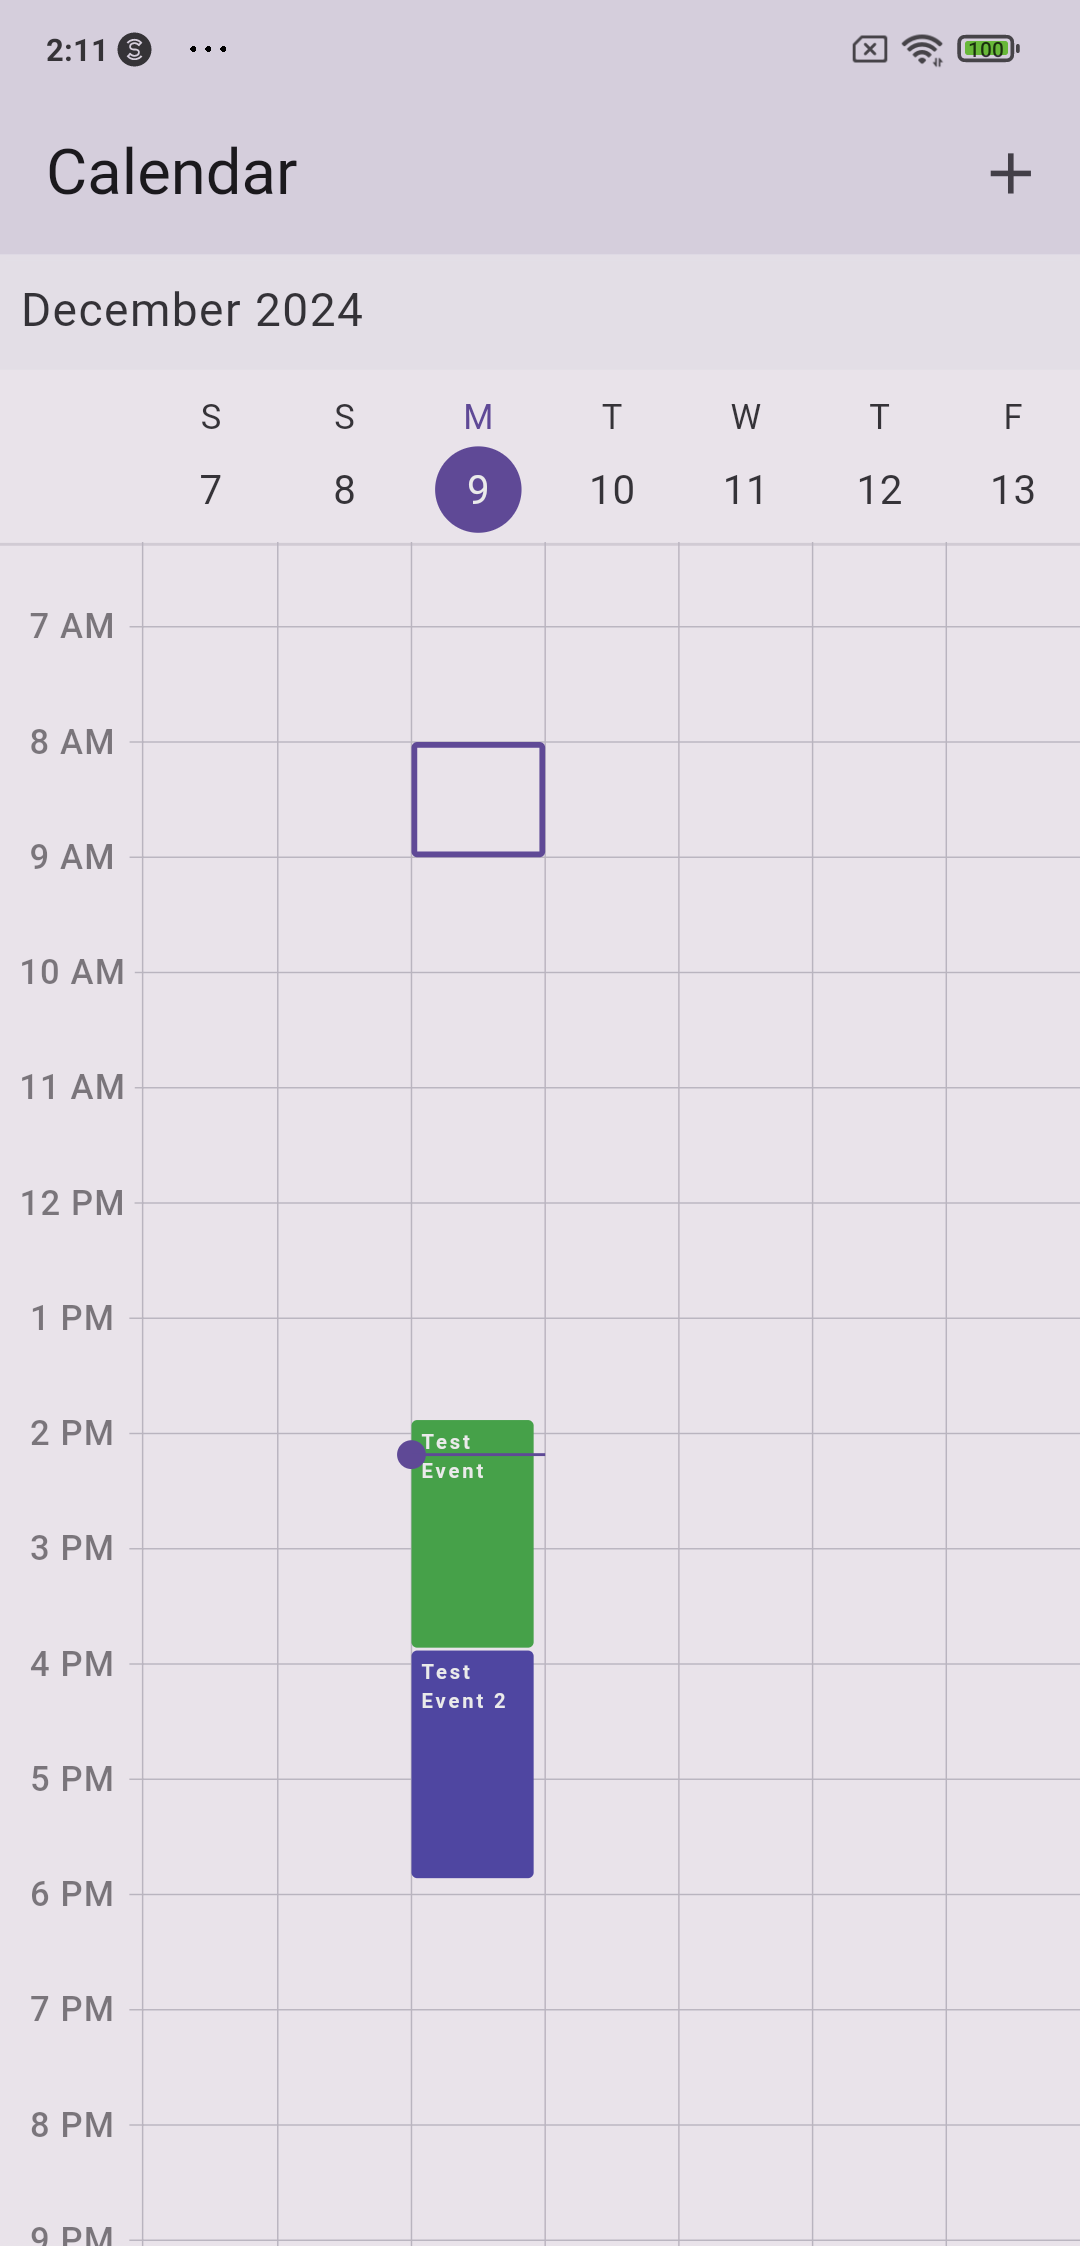 2:11
100
Calendar
December 2024
S S M T W T F
7 8 9 10 11 12 13
7 AM
8 AM
9 AM
10 AM
11 AM
12 PM
1 PM
2 PM
Test
Event
3 PM
4 PM
Test
Event 2
5 PM
6 PM
7 PM
8 PM
9 PM